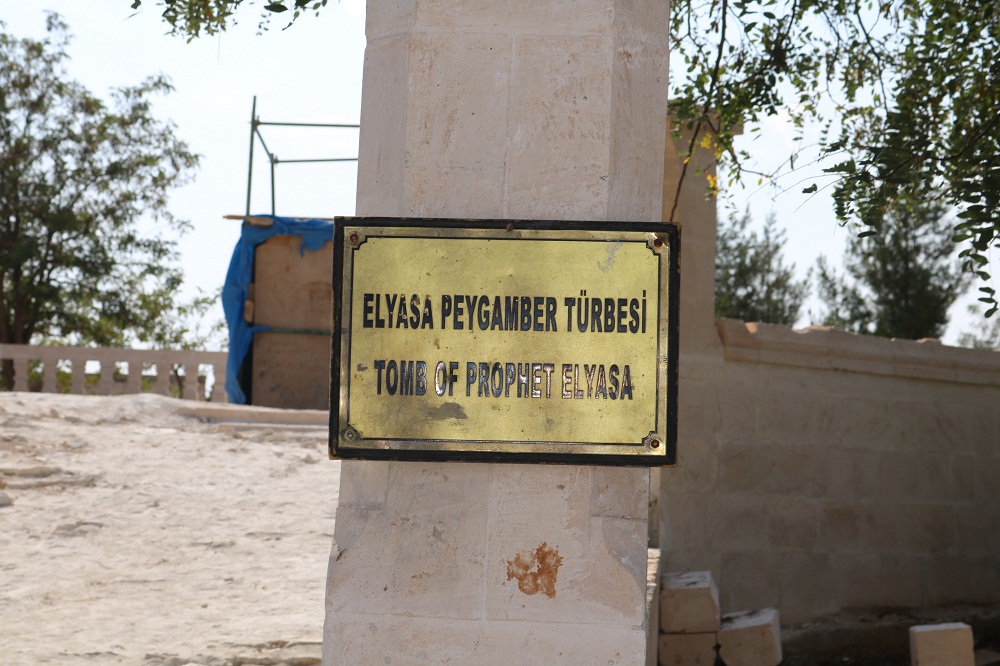 ELYASA PEYGAMBER TÜRBESİ
TOMB OF PROPHET ELYASA